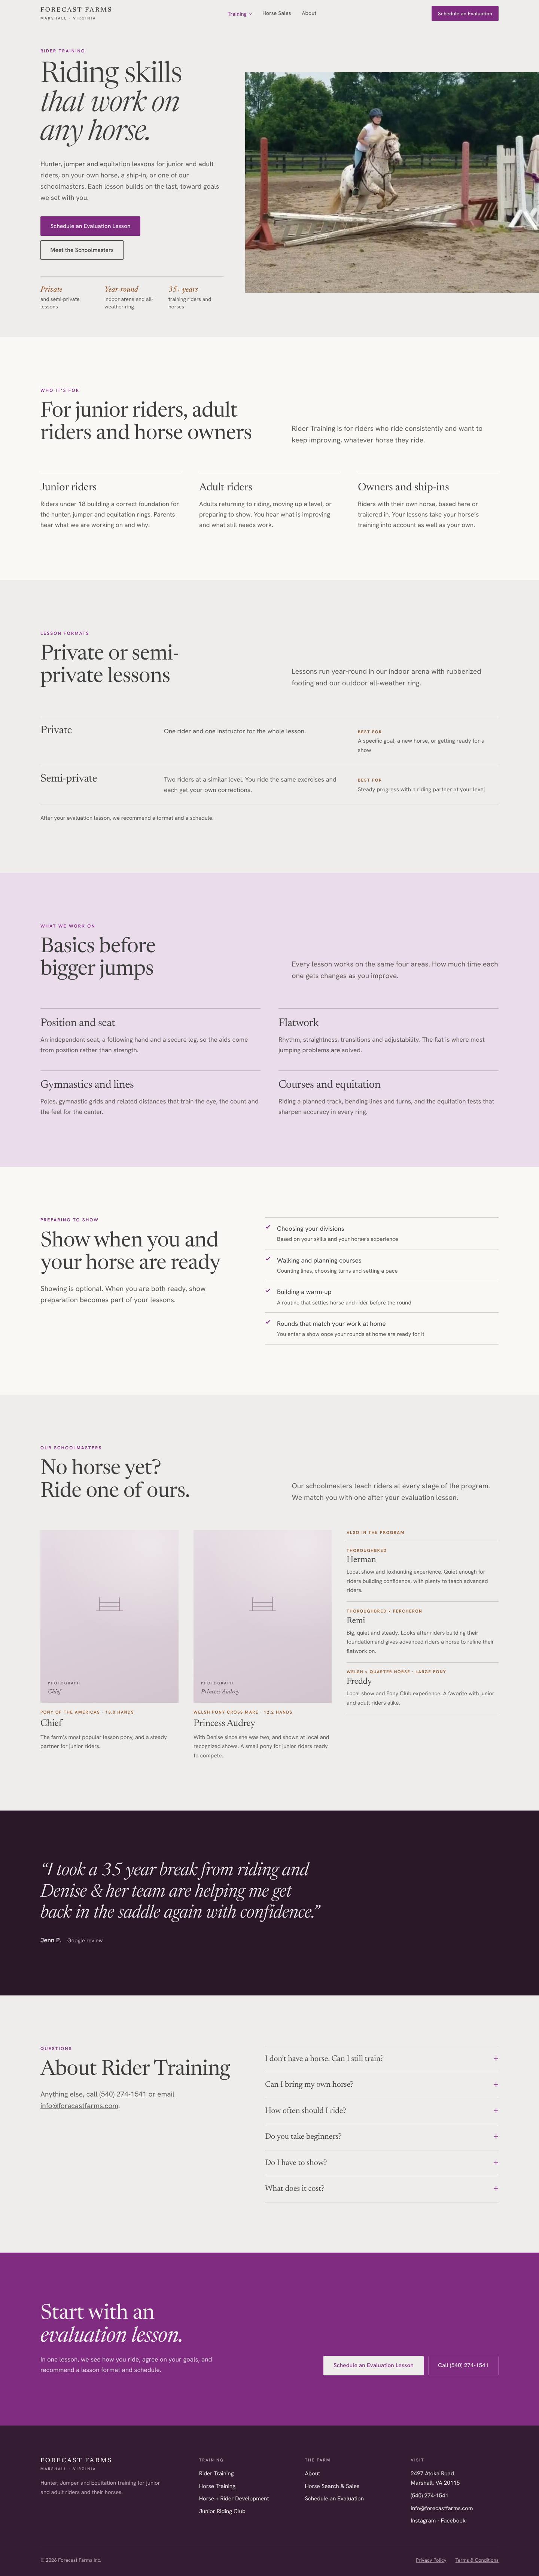 FORECAST FARMS
MARSHALL · VIRGINIA
Training
Horse Sales
About
Schedule an Evaluation
RIDER TRAINING
Riding skills
that work on
any horse.
Hunter, jumper and equitation lessons for junior and adult
riders, on your own horse, a ship-in, or one of our
schoolmasters. Each lesson builds on the last, toward goals
we set with you.
Schedule an Evaluation Lesson
Meet the Schoolmasters
Private
and semi-private
lessons
Year-round
Indoor arena and all-
weather ring
35+ years
training riders and
horses
WHO IT'S FOR
For junior riders, adult
riders and horse owners
Rider Training is for riders who ride consistently and want to
keep improving, whatever horse they ride.
Junior riders
Riders under 18 building a correct foundation for
the hunter, jumper and equitation rings. Parents
hear what we are working on and why.
Adult riders
Adults returning to riding, moving up a level, or
preparing to show. You hear what is improving
and what still needs work.
Owners and ship-ins
Riders with their own horse, based here or
trailered in. Your lessons take your horse's
training into account as well as your own.
LESSON FORMATS
Private or semi-
private lessons
Lessons run year-round in our indoor arena with rubberized
footing and our outdoor all-weather ring.
Private
One rider and one instructor for the whole lesson.
BEST FOR
A specific goal, a new horse, or getting ready for a
show
Semi-private
Two riders at a similar level. You ride the same exercises and
each get your own corrections.
BEST FOR
Steady progress with a riding partner at your level
After your evaluation lesson, we recommend a format and a schedule.
WHAT WE WORK ON
Basics before
bigger jumps
Every lesson works on the same four areas. How much time each
one gets changes as you improve.
Position and seat
An independent seat, a following hand and a secure leg, so the aids come
from position rather than strength.
Flatwork
Rhythm, straightness, transitions and adjustability. The flat is where most
jumping problems are solved.
Gymnastics and lines
Poles, gymnastic grids and related distances that train the eye, the count and
the feel for the canter.
Courses and equitation
Riding a planned track, bending lines and turns, and the equitation tests that
sharpen accuracy in every ring.
PREPARING TO SHOW
Show when you and
your horse are ready
Showing is optional. When you are both ready, show
preparation becomes part of your lessons.
Choosing your divisions
Based on your skills and your horse's experience
Walking and planning courses
Counting lines, choosing turns and setting a pace
Building a warm-up
A routine that settles horse and rider before the round
Rounds that match your work at home
You enter a show once your rounds at home are ready for it
OUR SCHOOLMASTERS
No horse yet?
Ride one of ours.
Our schoolmasters teach riders at every stage of the program.
We match you with one after your evaluation lesson.
PHOTOGRAPH
Chief
PONY OF THE AMERICAS · 13.0 HANDS
Chief
The farm's most popular lesson pony, and a steady
partner for junior riders.
PHOTOGRAPH
Princess Audrey
WELSH PONY CROSS MARE · 12.2 HANDS
Princess Audrey
With Denise since she was two, and shown at local and
recognized shows. A small pony for junior riders ready
to compete.
ALSO IN THE PROGRAM
THOROUGHBRED
Herman
Local show and foxhunting experience. Quiet enough for
riders building confidence, with plenty to teach advanced
riders.
THOROUGHBRED × PERCHERON
Remi
Big, quiet and steady. Looks after riders building their
foundation and gives advanced riders a horse to refine their
flatwork on.
WELSH × QUARTER HORSE · LARGE PONY
Freddy
Local show and Pony Club experience. A favorite with junior
and adult riders alike.
“I took a 35 year break from riding and
Denise & her team are helping me get
back in the saddle again with confidence.”
Jenn P.
Google review
QUESTIONS
About Rider Training
Anything else, call (540) 274-1541 or email
info@forecastfarms.com.
I don't have a horse. Can I still train?
Can I bring my own horse?
How often should I ride?
Do you take beginners?
Do I have to show?
What does it cost?
Start with an
evaluation lesson.
In one lesson, we see how you ride, agree on your goals, and
recommend a lesson format and schedule.
Schedule an Evaluation Lesson
Call (540) 274-1541
FORECAST FARMS
MARSHALL · VIRGINIA
Hunter, Jumper and Equitation training for junior
and adult riders and their horses.
TRAINING
Rider Training
Horse Training
Horse + Rider Development
Junior Riding Club
THE FARM
About
Horse Search & Sales
Schedule an Evaluation
VISIT
2497 Atoka Road
Marshall, VA 20115
(540) 274-1541
info@forecastfarms.com
Instagram · Facebook
© 2026 Forecast Farms Inc.
Privacy Policy
Terms & Conditions